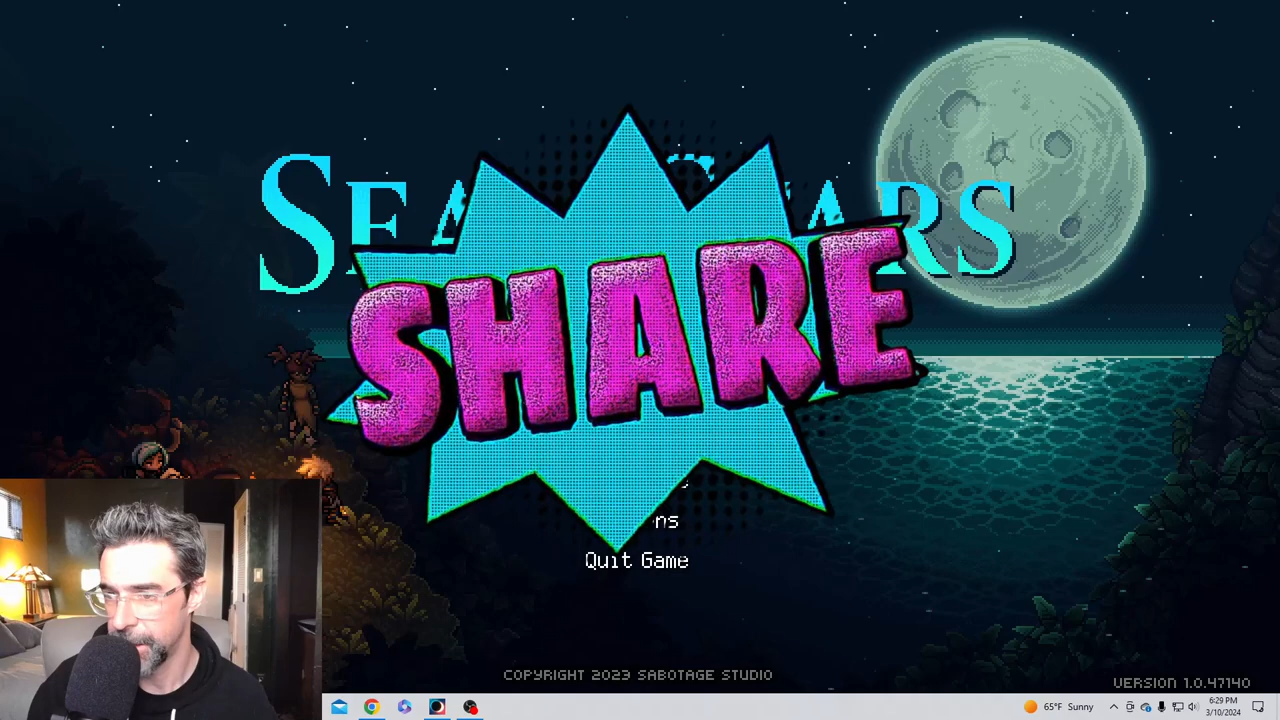 SHARE
Quit Game
COPYRIGHT 2023 SABOTAGE STUDIO
VERSION 1.0.47140
65°F Sunny
6:29 PM
3/10/2024